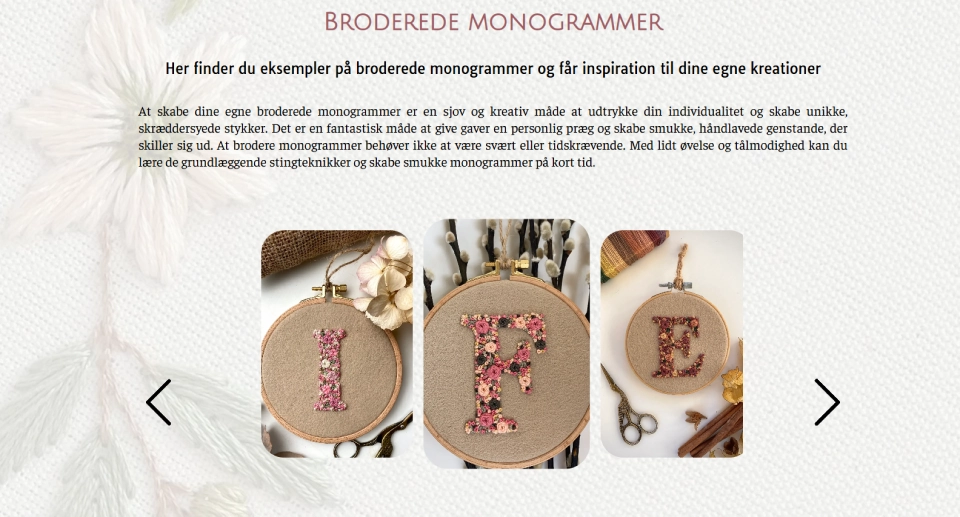 Broderede monogrammer
Her finder du eksempler på broderede monogrammer og får inspiration til dine egne kreationer
At skabe dine egne broderede monogrammer er en sjov og kreativ måde at udtrykke din individualitet og skabe unikke,
skræddersyede stykker. Det er en fantastisk måde at give gaver en personlig præg og skabe smukke, håndlavede genstande, der
skiller sig ud. At brodere monogrammer behøver ikke at være svært eller tidskrævende. Med lidt øvelse og tålmodighed kan du
lære de grundlæggende stingteknikker og skabe smukke monogrammer på kort tid.
I
F
E